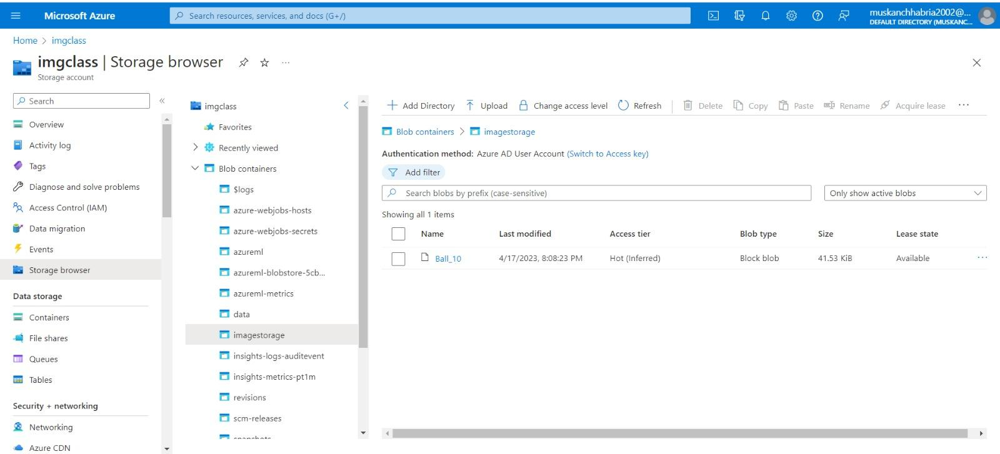 Microsoft Azure
Search resources, services, and docs (G+/)
muskanchhabria2002@...
DEFAULT DIRECTORY (MUSKANC...
Home > imgclass
imgclass | Storage browser
Storage account
Search
Overview
Activity log
Tags
Diagnose and solve problems
Access Control (IAM)
Data migration
Events
Storage browser
Data storage
Containers
File shares
Queues
Tables
Security + networking
Networking
Azure CDN
imgclass
Favorites
Recently viewed
Blob containers
$logs
azure-webjobs-hosts
azure-webjobs-secrets
azureml
azureml-blobstore-5cb...
azureml-metrics
data
imagestorage
insights-logs-auditevent
insights-metrics-pt1m
revisions
scm-releases
snapshots
Add Directory Upload Change access level Refresh Delete Copy Paste Rename Acquire lease
Blob containers > imagestorage
Authentication method: Azure AD User Account (Switch to Access key)
Add filter
Search blobs by prefix (case-sensitive)
Only show active blobs
Showing all 1 items
Name Last modified Access tier Blob type Size Lease state
Ball_10 4/17/2023, 8:08:23 PM Hot (Inferred) Block blob 41.53 KiB Available